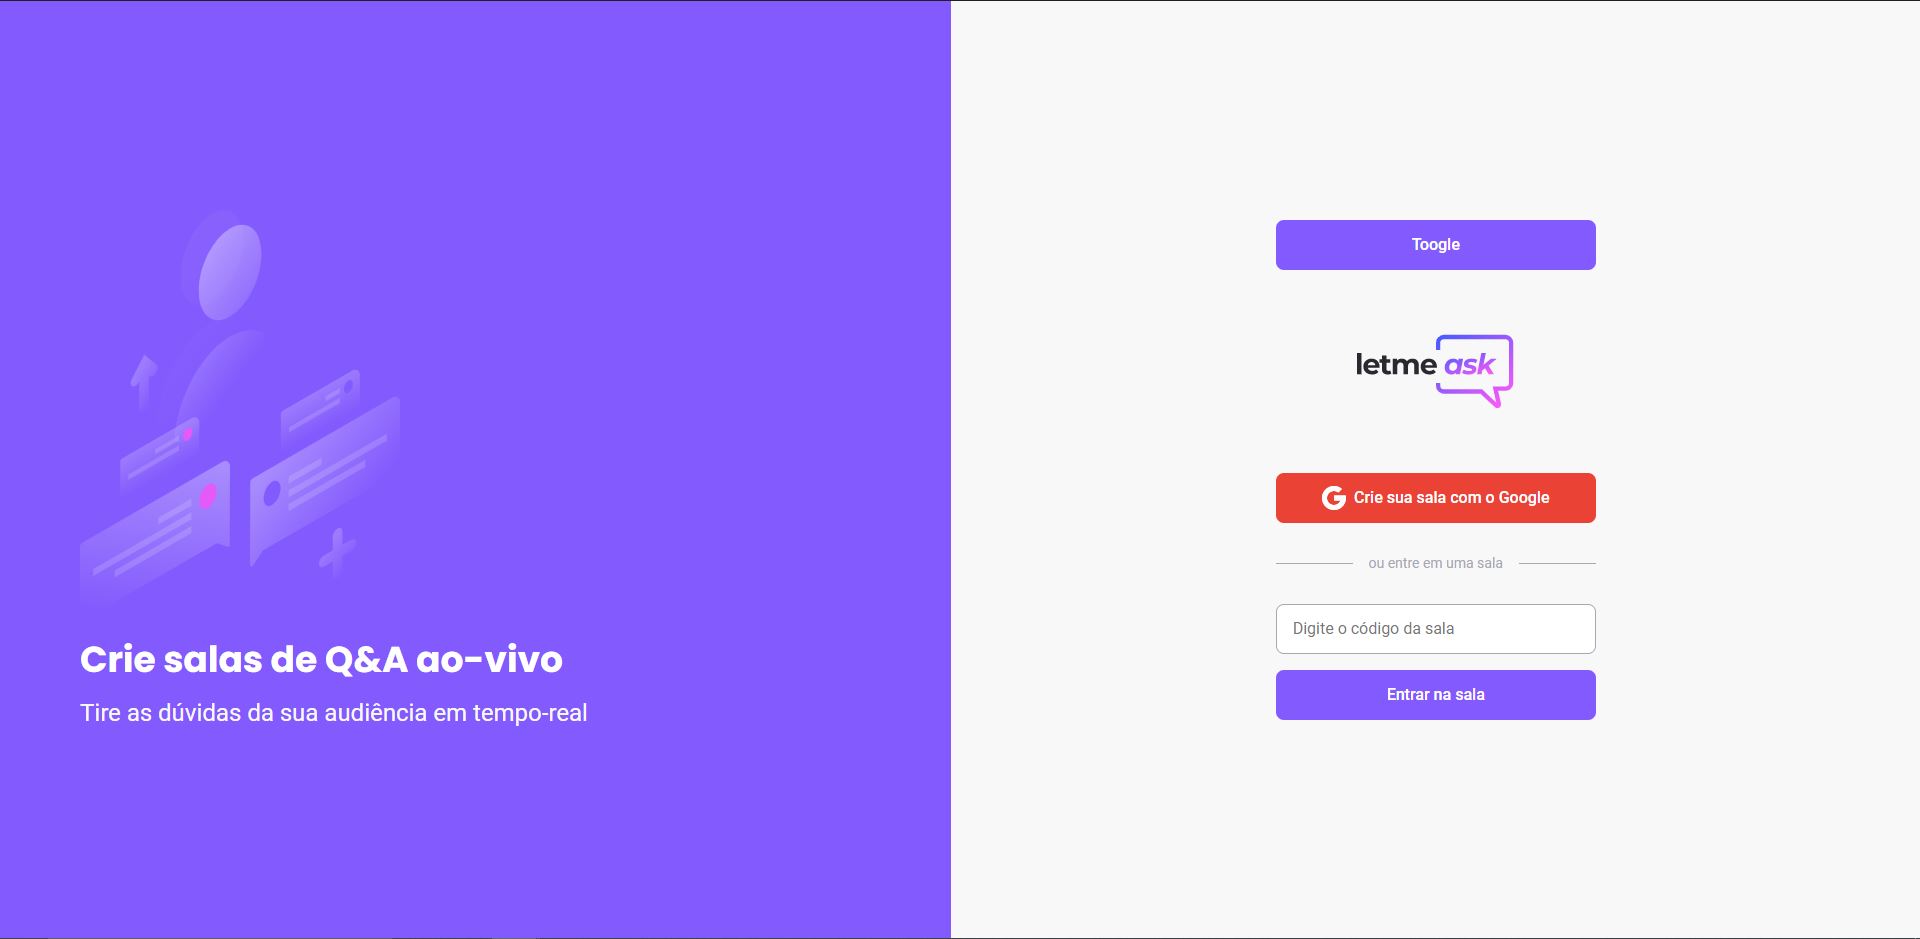 Crie salas de Q&A ao-vivo
Tire as dúvidas da sua audiência em tempo-real
Toogle
letme ask
Crie sua sala com o Google
ou entre em uma sala
Digite o código da sala
Entrar na sala